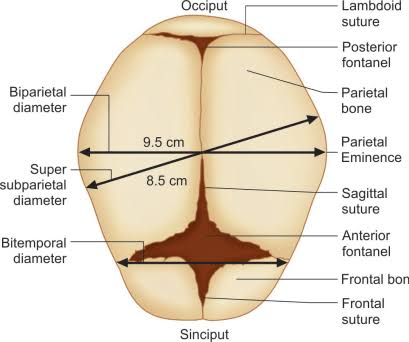 Occiput
Lambdoid
suture
Posterior
fontanel
Biparietal
diameter
Parietal
bone
9.5 cm
Parietal
Eminence
Super
subparietal
diameter
8.5 cm
Sagittal
suture
Bitemporal
diameter
Anterior
fontanel
Frontal bon
Frontal
suture
Sinciput